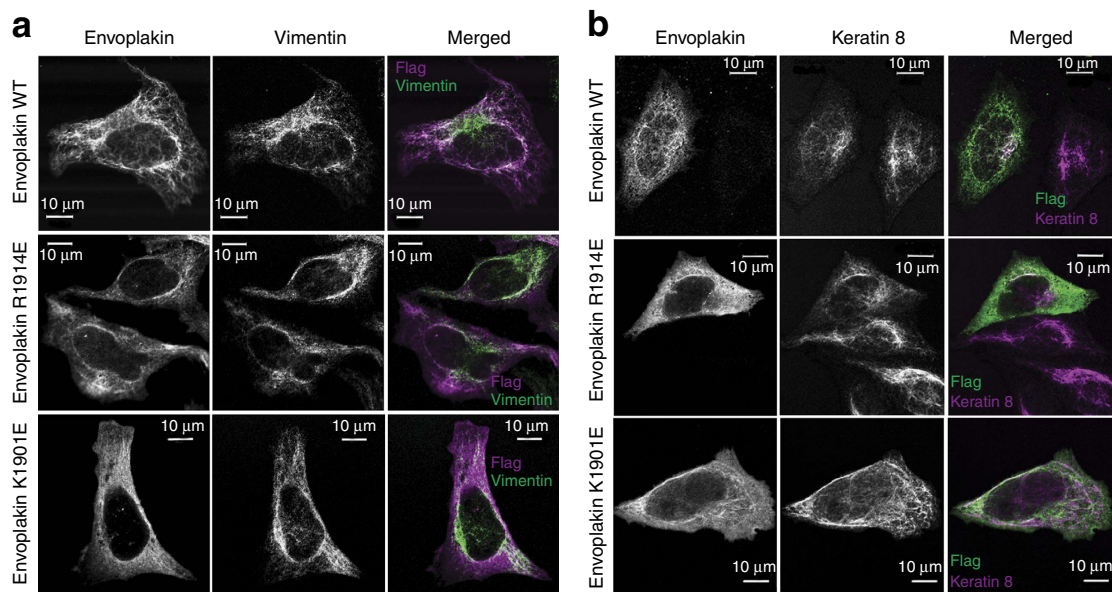 a
Envoplakin Vimentin Merged
Envoplakin WT
Flag
Vimentin
10 µm 10 µm 10 µm
Envoplakin R1914E
10 µm 10 µm 10 µm
Flag
Vimentin
Envoplakin K1901E
10 µm 10 µm 10 µm
Flag
Vimentin
b
Envoplakin Keratin 8 Merged
Envoplakin WT
10 µm 10 µm 10 µm
Flag
Keratin 8
Envoplakin R1914E
10 µm 10 µm 10 µm
Flag
Keratin 8
Envoplakin K1901E
10 µm 10 µm 10 µm
Flag
Keratin 8